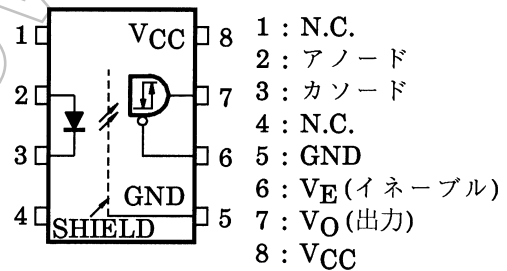 1 VCC 8
2 7
3 6
4 GND 5
SHIELD
1 : N.C.
2 : アノード
3 : カソード
4 : N.C.
5 : GND
6 : VE(イネーブル)
7 : VO(出力)
8 : VCC